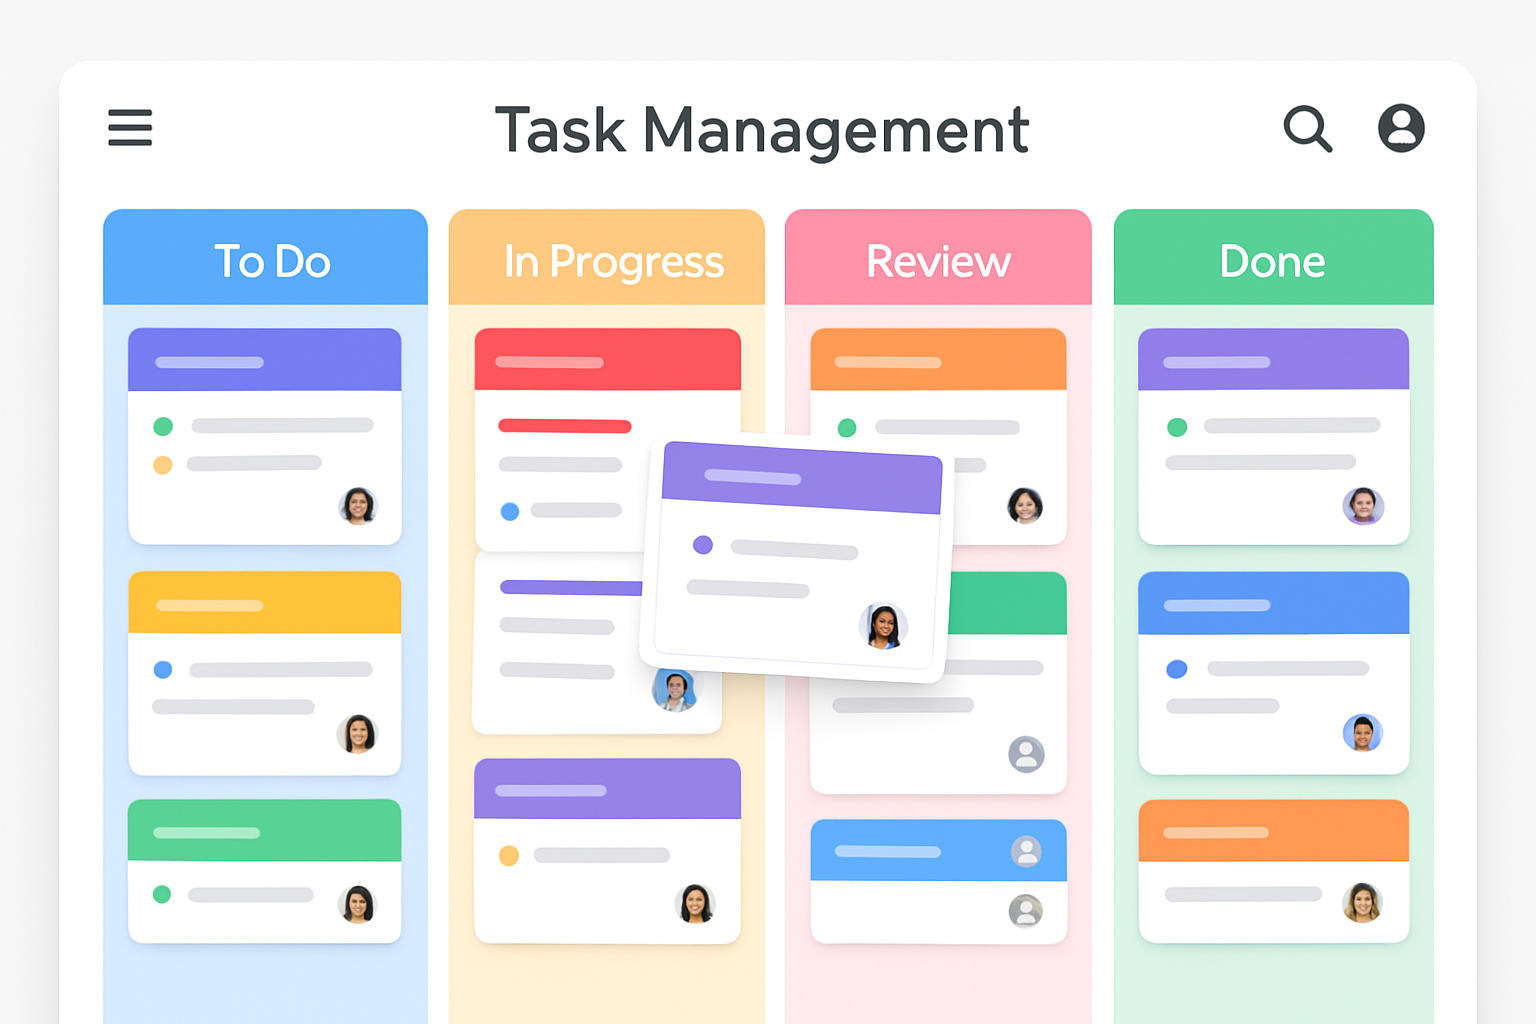 Task Management
To Do
In Progress
Review
Done